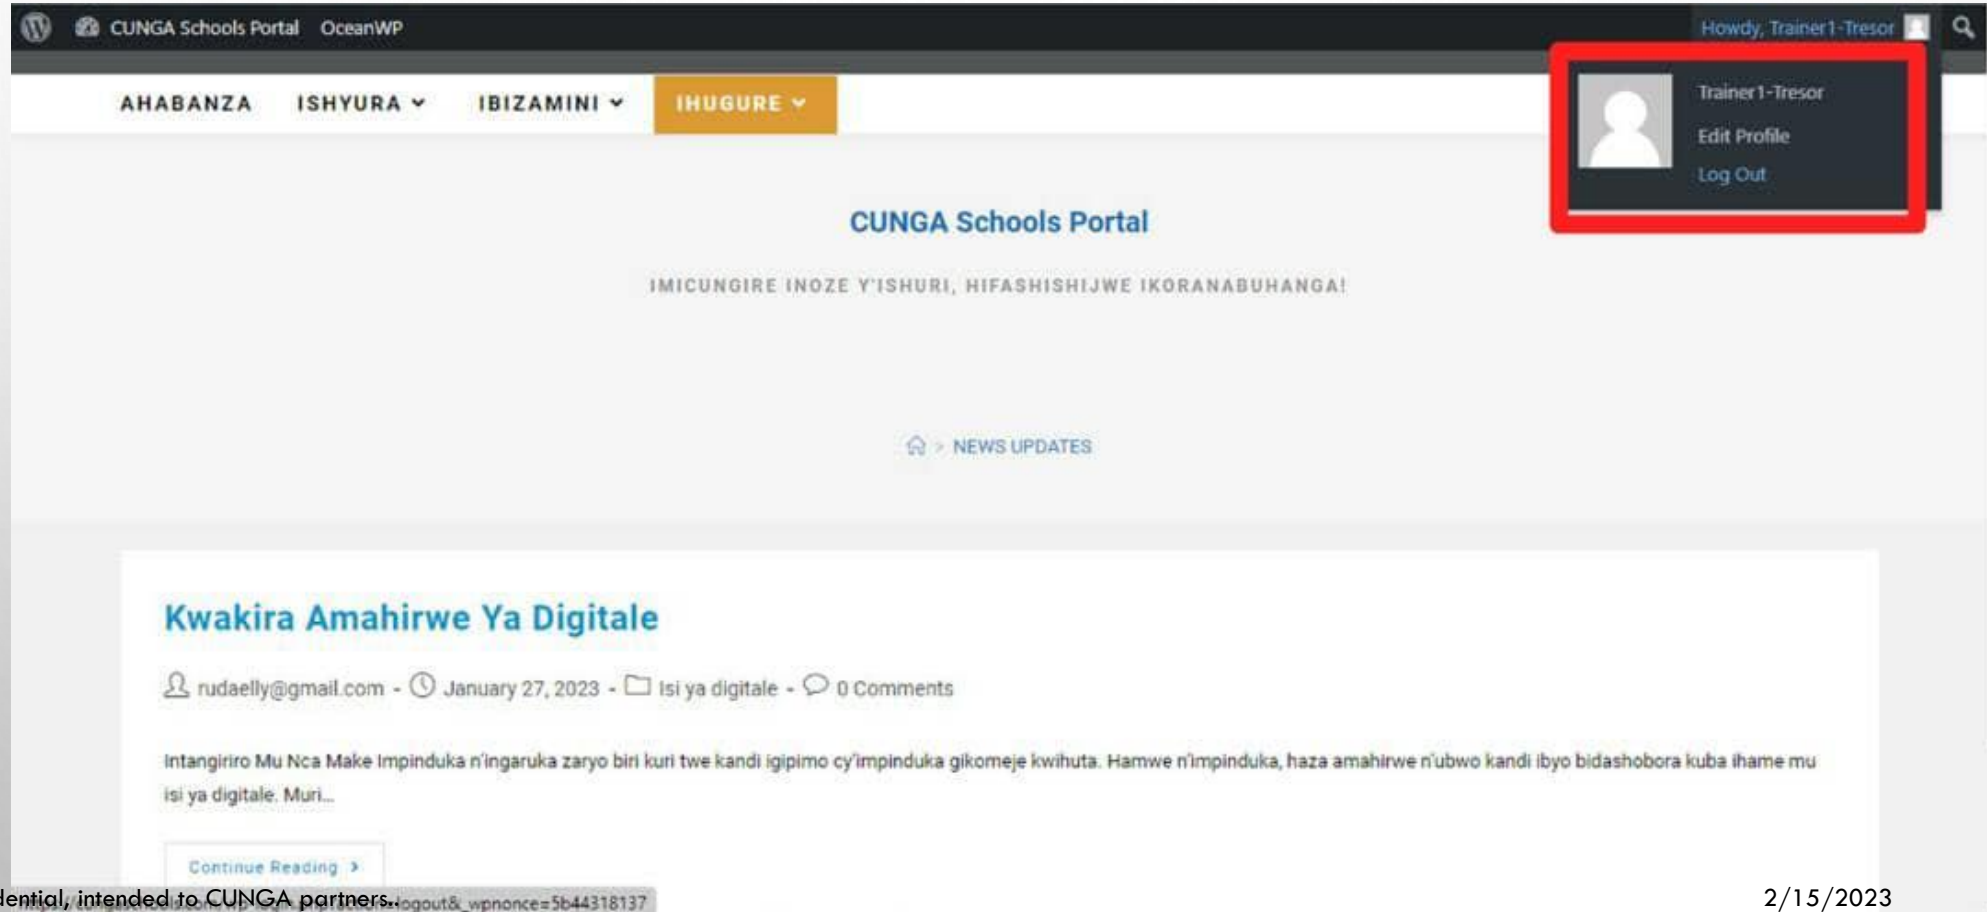 CUNGA Schools Portal OceanWP Howdy, Trainer1-Tresor
AHABANZA ISHYURA IBIZAMINI IHUGURE
Trainer1-Tresor
Edit Profile
Log Out
CUNGA Schools Portal
IMICUNGIRE INOZE Y'ISHURI, HIFASHISHIJWE IKORANABUHANGA!
> NEWS UPDATES
Kwakira Amahirwe Ya Digitale
rudaelly@gmail.com - January 27, 2023 - Isi ya digitale - 0 Comments
Intangiriro Mu Nca Make Impinduka n'ingaruka zaryo biri kuri twe kandi igipimo cy'impinduka gikomeje kwihuta. Hamwe n'impinduka, haza amahirwe n'ubwo kandi ibyo bidashobora kuba ihame mu
isi ya digitale. Muri...
Continue Reading >
dential, intended to CUNGA partners..
logout&_wpnonce=5b44318137
2/15/2023